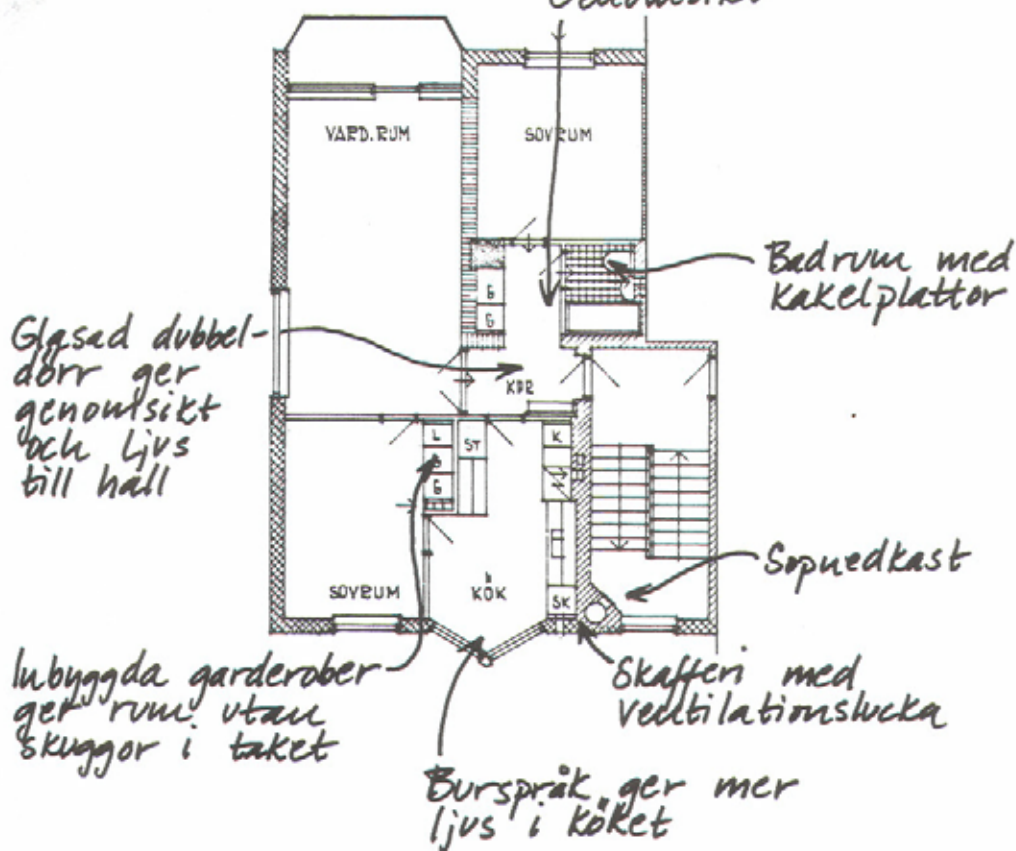 VARD.RUM
SOVRUM
G
G
Badrum med
kakelplattor
Glasad dubbel-
dörr ger
genomsikt
och ljus
till hall
KPR
L
G
ST
K
SOVRUM
KÖK
SK
Sopnedkast
Inbyggda garderober
ger rum utan
skuggor i taket
Skafferi med
ventilationslucka
Burspråk ger mer
ljus i köket